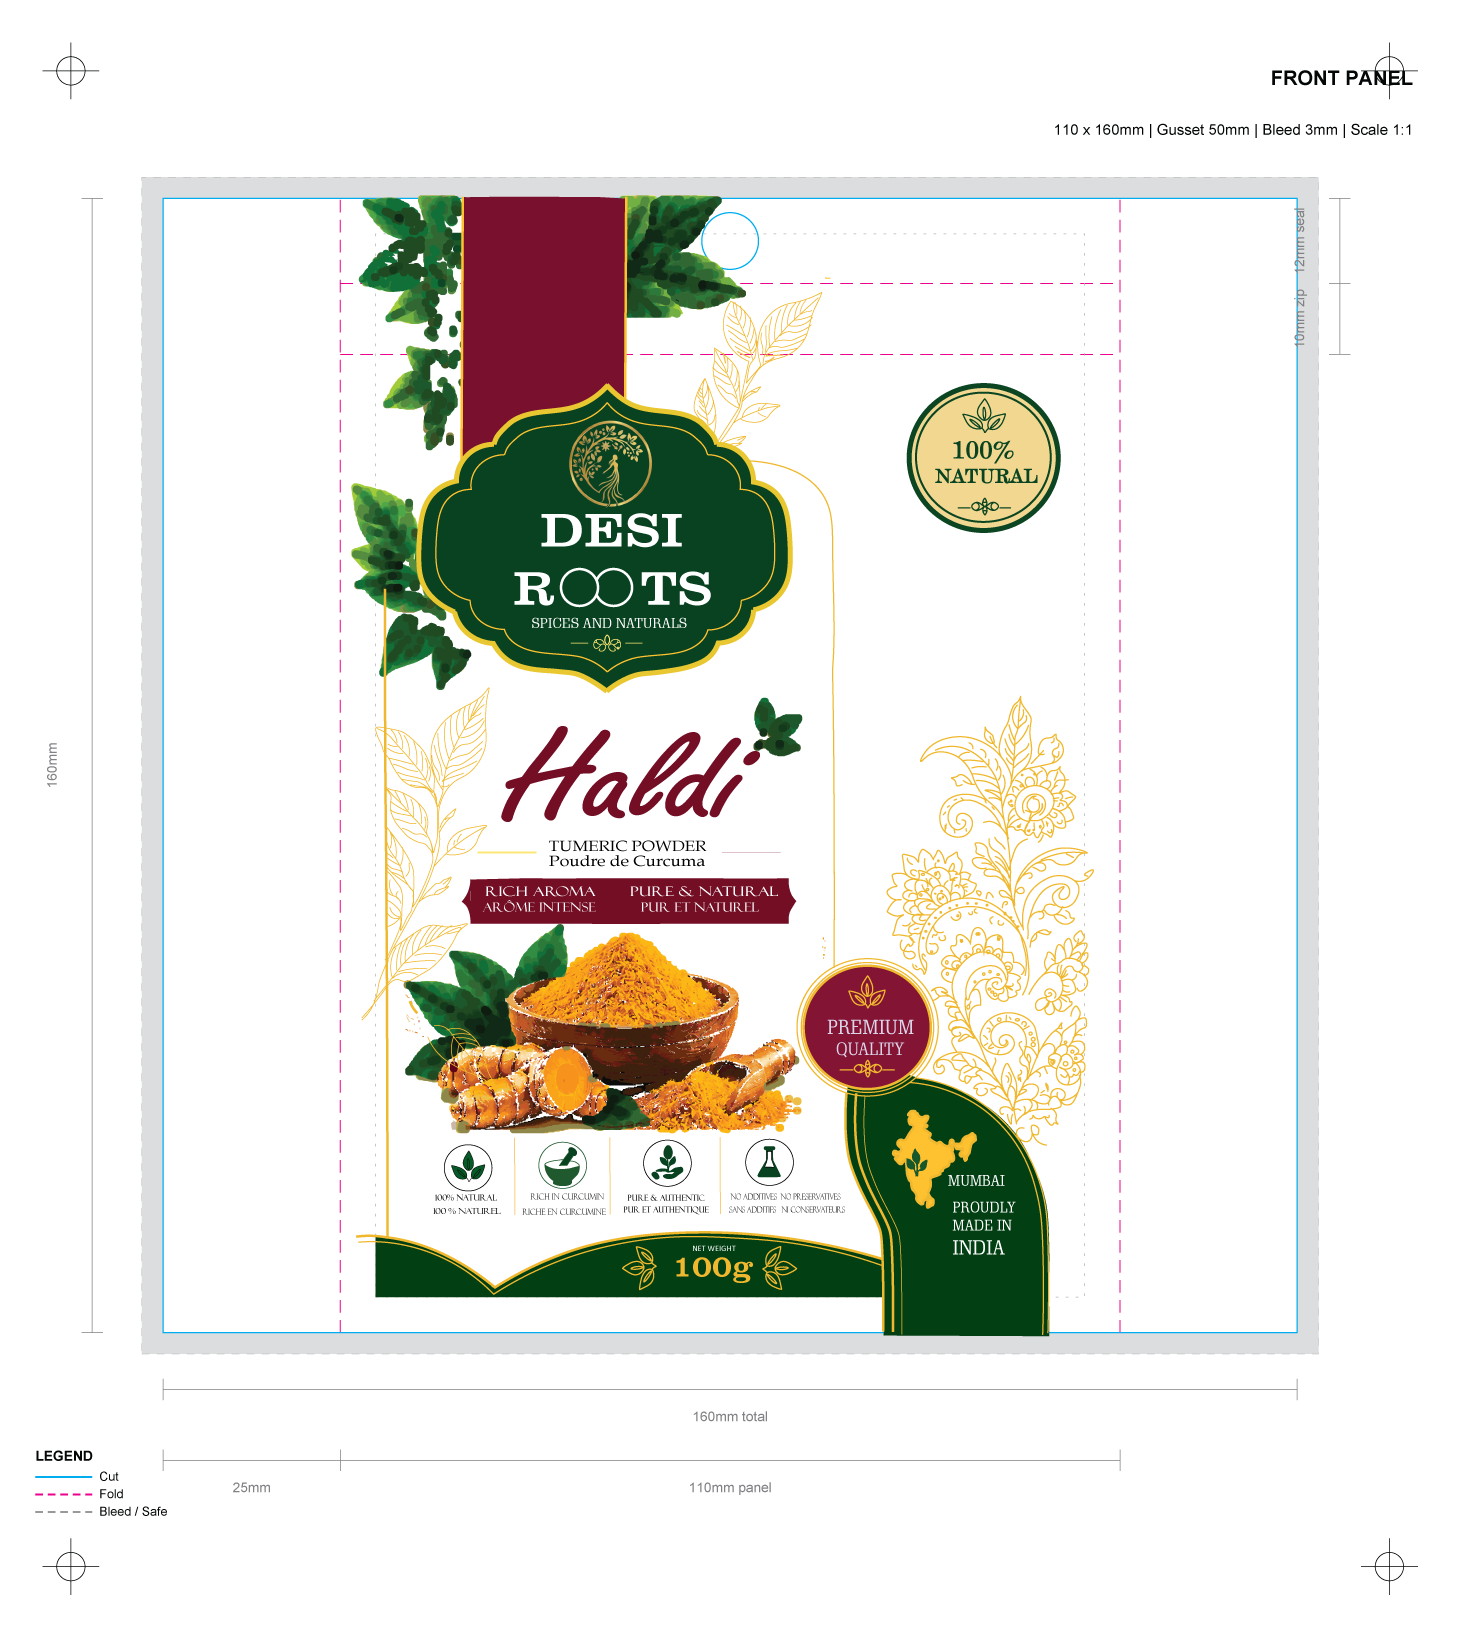 FRONT PANEL
110 x 160mm | Gusset 50mm | Bleed 3mm | Scale 1:1
12mm seal
10mm zip
100%
NATURAL
DESI
ROOTS
SPICES AND NATURALS
160mm
Haldi
TUMERIC POWDER
Poudre de Curcuma
RICH AROMA PURE & NATURAL
ARÔME INTENSE PUR ET NATUREL
PREMIUM
QUALITY
100% NATURAL RICH IN CURCUMIN PURE & AUTHENTIC NO ADDITIVES NO PRESERVATIVES
100 % NATUREL RICHE EN CURCUMINE PUR ET AUTHENTIQUE SANS ADDITIFS NI CONSERVATEURS
MUMBAI
PROUDLY
MADE IN
INDIA
NET WEIGHT
100g
160mm total
25mm 110mm panel
LEGEND
Cut
Fold
Bleed / Safe